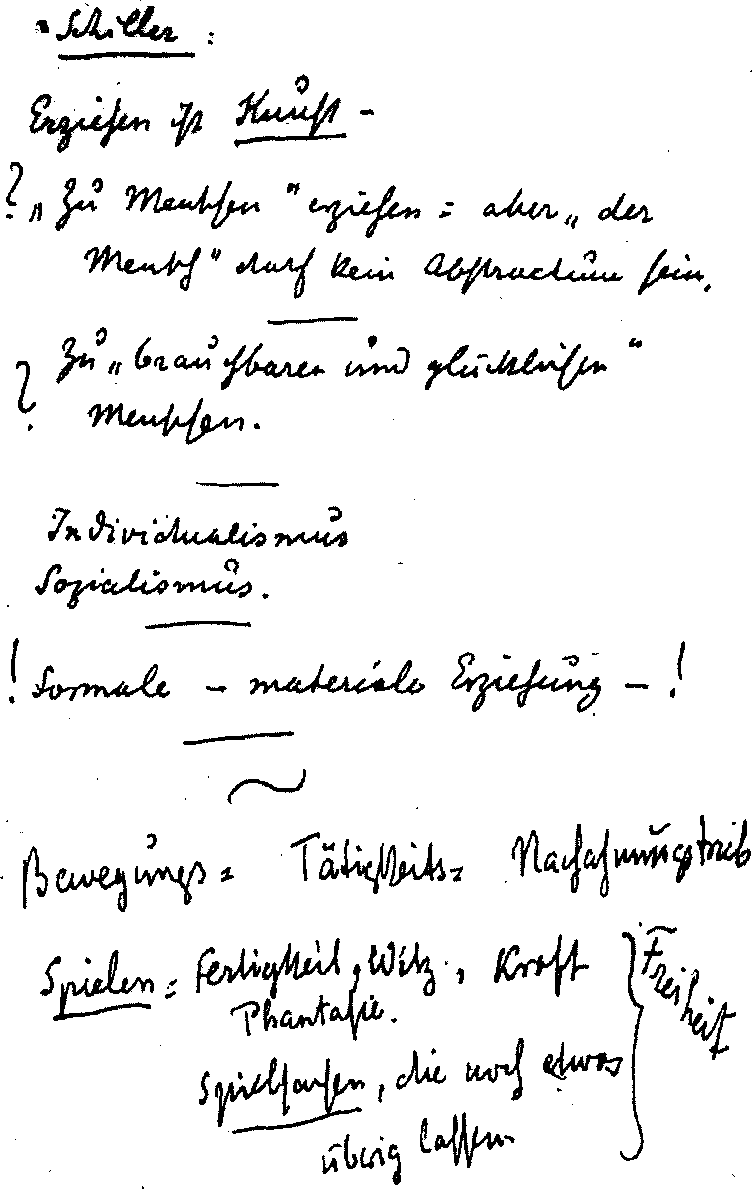 Schiller:
Erziehen ist Kunst –
? „Zu Menschen" erziehen = aber „der
Mensch" darf kein Abstractum sein.
? Zu „brauchbaren und glücklichen"
Menschen.
Individualismus
Sozialismus.
! Formale – materiale Erziehung – !
Bewegungs= Tätigkeits= Nachahmungstrieb
Spielen = Fertigkeit, Witz, Kraft
Phantasie.
Spielsachen, die noch etwas
übrig lassen
Freiheit